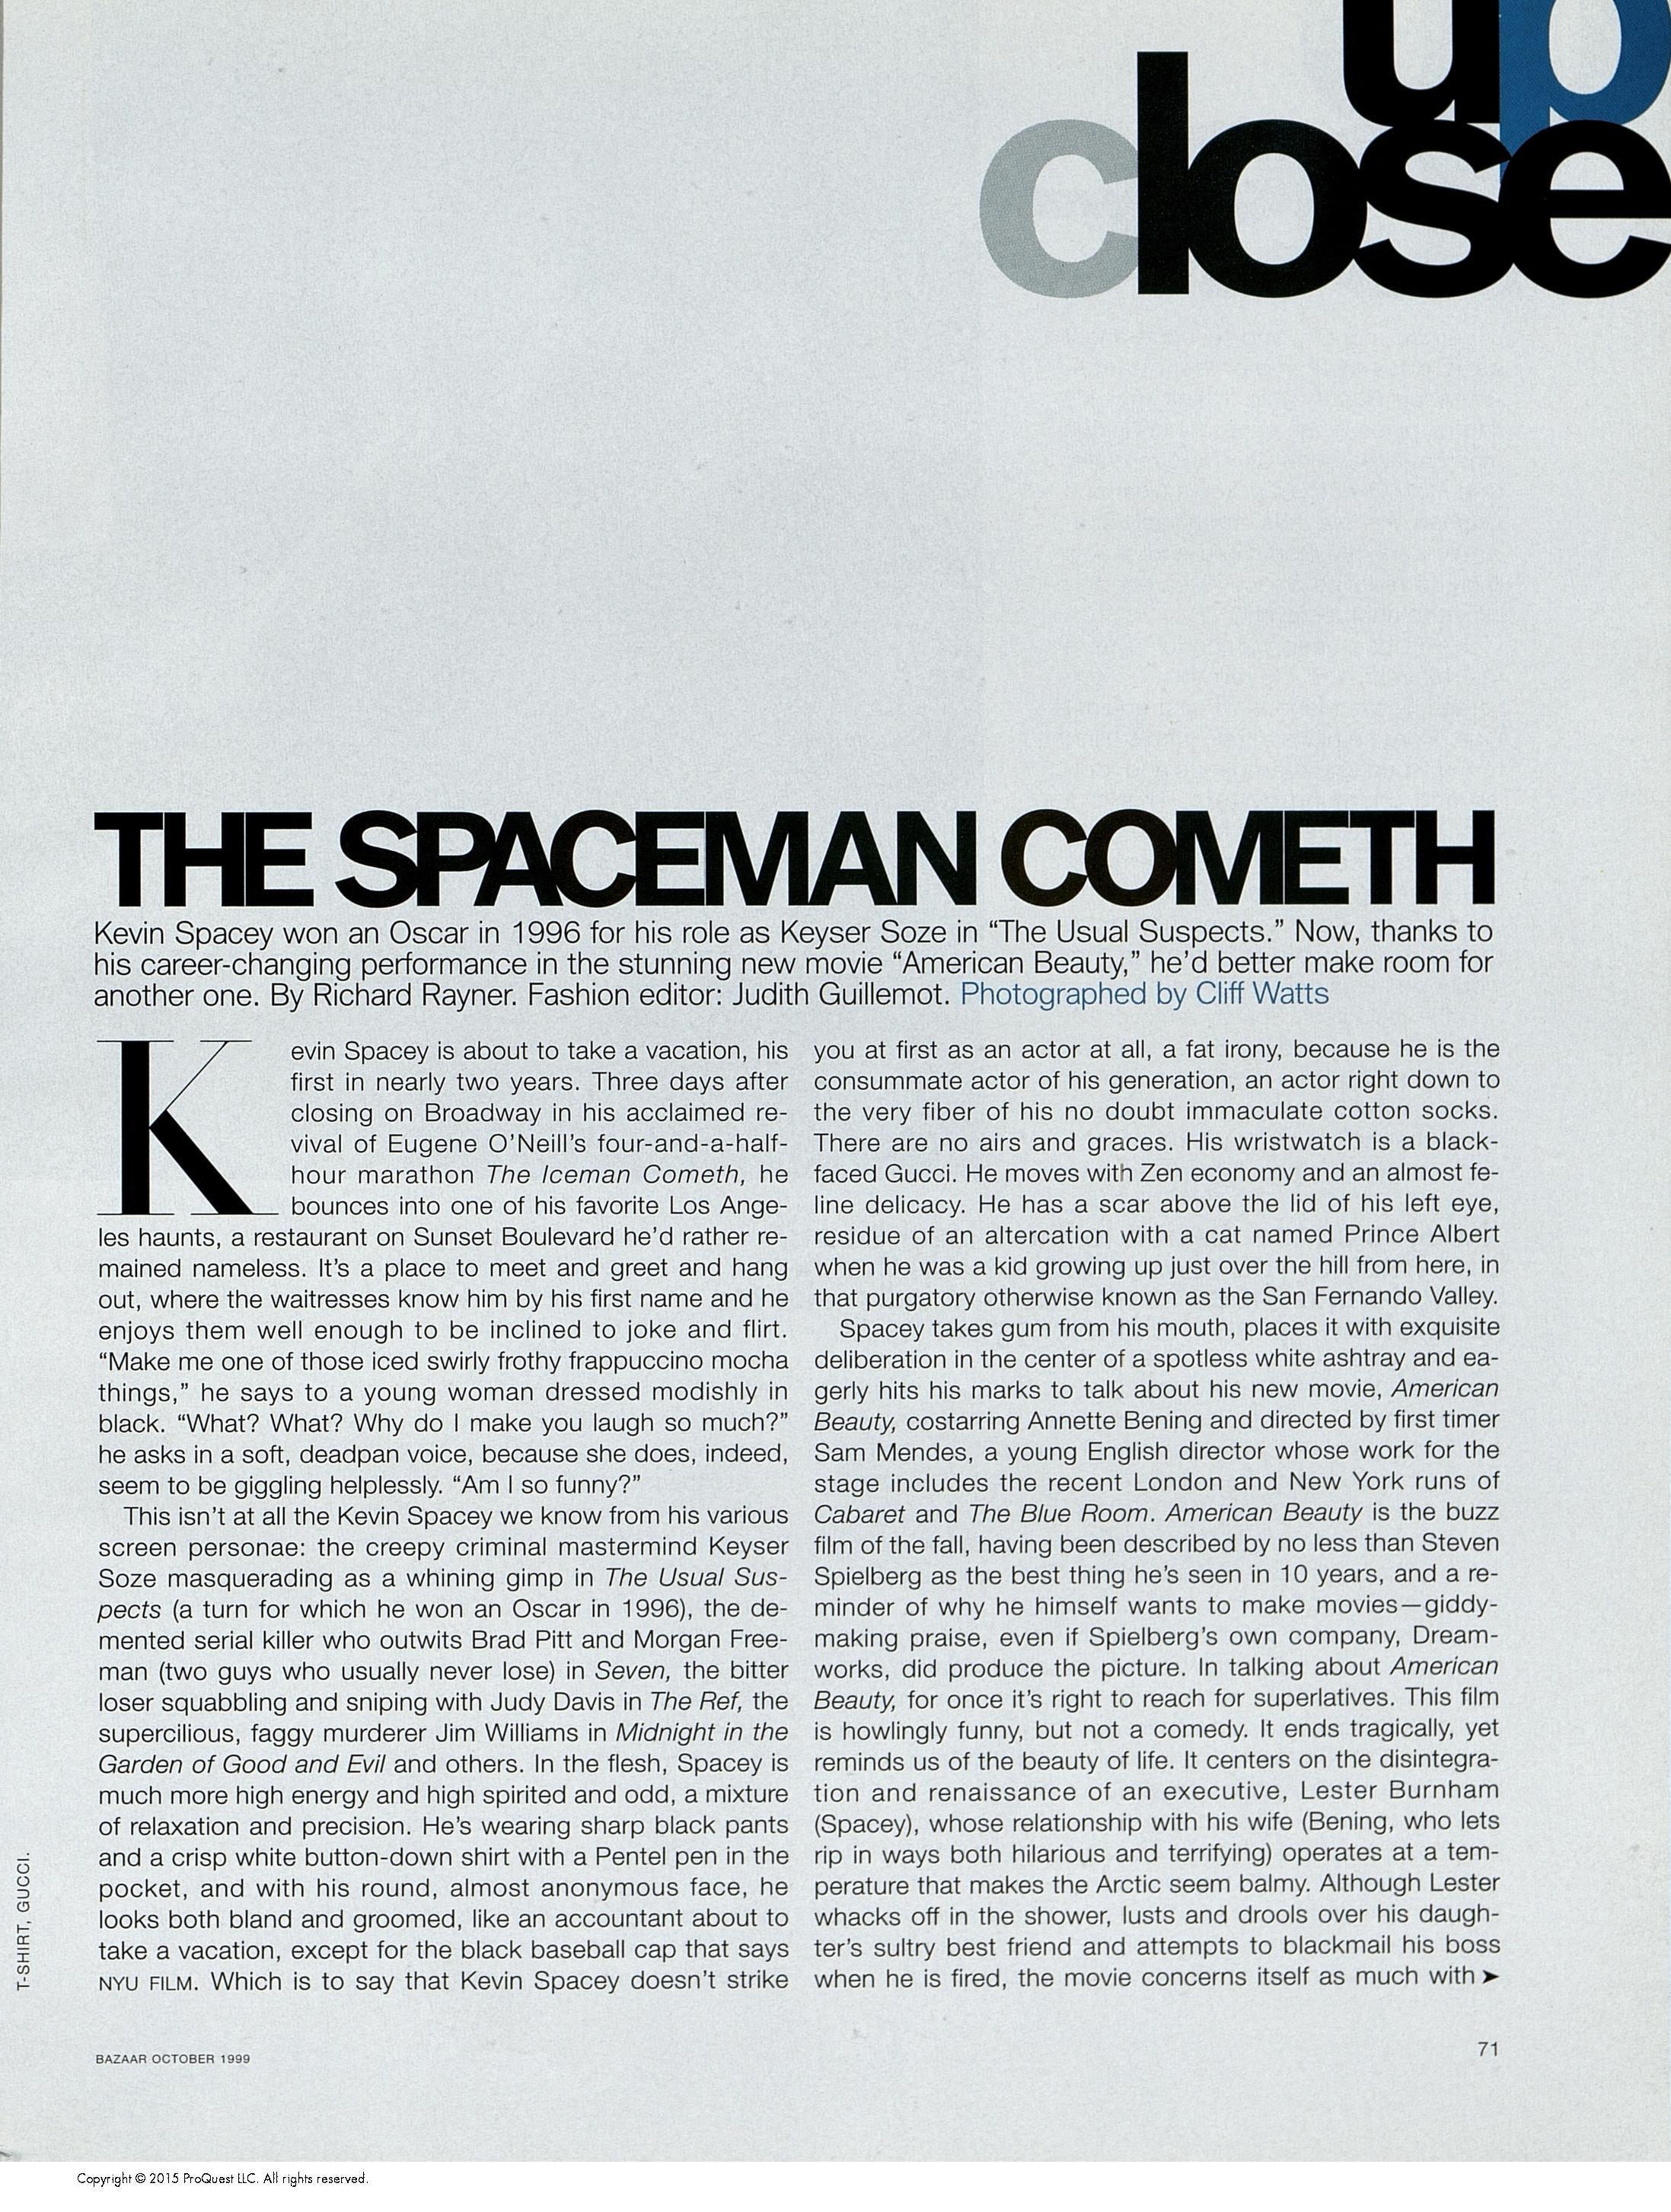 up
close
THE SPACEMAN COMETH
Kevin Spacey won an Oscar in 1996 for his role as Keyser Soze in “The Usual Suspects.” Now, thanks to
his career-changing performance in the stunning new movie “American Beauty,” he’d better make room for
another one. By Richard Rayner. Fashion editor: Judith Guillemot. Photographed by Cliff Watts
Kevin Spacey is about to take a vacation, his
first in nearly two years. Three days after
closing on Broadway in his acclaimed re-
vival of Eugene O’Neill’s four-and-a-half-
hour marathon The Iceman Cometh, he
bounces into one of his favorite Los Ange-
les haunts, a restaurant on Sunset Boulevard he’d rather re-
mained nameless. It’s a place to meet and greet and hang
out, where the waitresses know him by his first name and he
enjoys them well enough to be inclined to joke and flirt.
“Make me one of those iced swirly frothy frappuccino mocha
things,” he says to a young woman dressed modishly in
black. “What? What? Why do I make you laugh so much?”
he asks in a soft, deadpan voice, because she does, indeed,
seem to be giggling helplessly. “Am I so funny?”
This isn’t at all the Kevin Spacey we know from his various
screen personae: the creepy criminal mastermind Keyser
Soze masquerading as a whining gimp in The Usual Sus-
pects (a turn for which he won an Oscar in 1996), the de-
mented serial killer who outwits Brad Pitt and Morgan Free-
man (two guys who usually never lose) in Seven, the bitter
loser squabbling and sniping with Judy Davis in The Ref, the
supercilious, faggy murderer Jim Williams in Midnight in the
Garden of Good and Evil and others. In the flesh, Spacey is
much more high energy and high spirited and odd, a mixture
of relaxation and precision. He’s wearing sharp black pants
and a crisp white button-down shirt with a Pentel pen in the
pocket, and with his round, almost anonymous face, he
looks both bland and groomed, like an accountant about to
take a vacation, except for the black baseball cap that says
NYU FILM. Which is to say that Kevin Spacey doesn’t strike
you at first as an actor at all, a fat irony, because he is the
consummate actor of his generation, an actor right down to
the very fiber of his no doubt immaculate cotton socks.
There are no airs and graces. His wristwatch is a black-
faced Gucci. He moves with Zen economy and an almost fe-
line delicacy. He has a scar above the lid of his left eye,
residue of an altercation with a cat named Prince Albert
when he was a kid growing up just over the hill from here, in
that purgatory otherwise known as the San Fernando Valley.
Spacey takes gum from his mouth, places it with exquisite
deliberation in the center of a spotless white ashtray and ea-
gerly hits his marks to talk about his new movie, American
Beauty, costarring Annette Bening and directed by first timer
Sam Mendes, a young English director whose work for the
stage includes the recent London and New York runs of
Cabaret and The Blue Room. American Beauty is the buzz
film of the fall, having been described by no less than Steven
Spielberg as the best thing he’s seen in 10 years, and a re-
minder of why he himself wants to make movies—giddy-
making praise, even if Spielberg’s own company, Dream-
works, did produce the picture. In talking about American
Beauty, for once it’s right to reach for superlatives. This film
is howlingly funny, but not a comedy. It ends tragically, yet
reminds us of the beauty of life. It centers on the disintegra-
tion and renaissance of an executive, Lester Burnham
(Spacey), whose relationship with his wife (Bening, who lets
rip in ways both hilarious and terrifying) operates at a tem-
perature that makes the Arctic seem balmy. Although Lester
whacks off in the shower, lusts and drools over his daugh-
ter’s sultry best friend and attempts to blackmail his boss
when he is fired, the movie concerns itself as much with ➤
T-SHIRT, GUCCI.
BAZAAR OCTOBER 1999
71
Copyright © 2015 ProQuest LLC. All rights reserved.